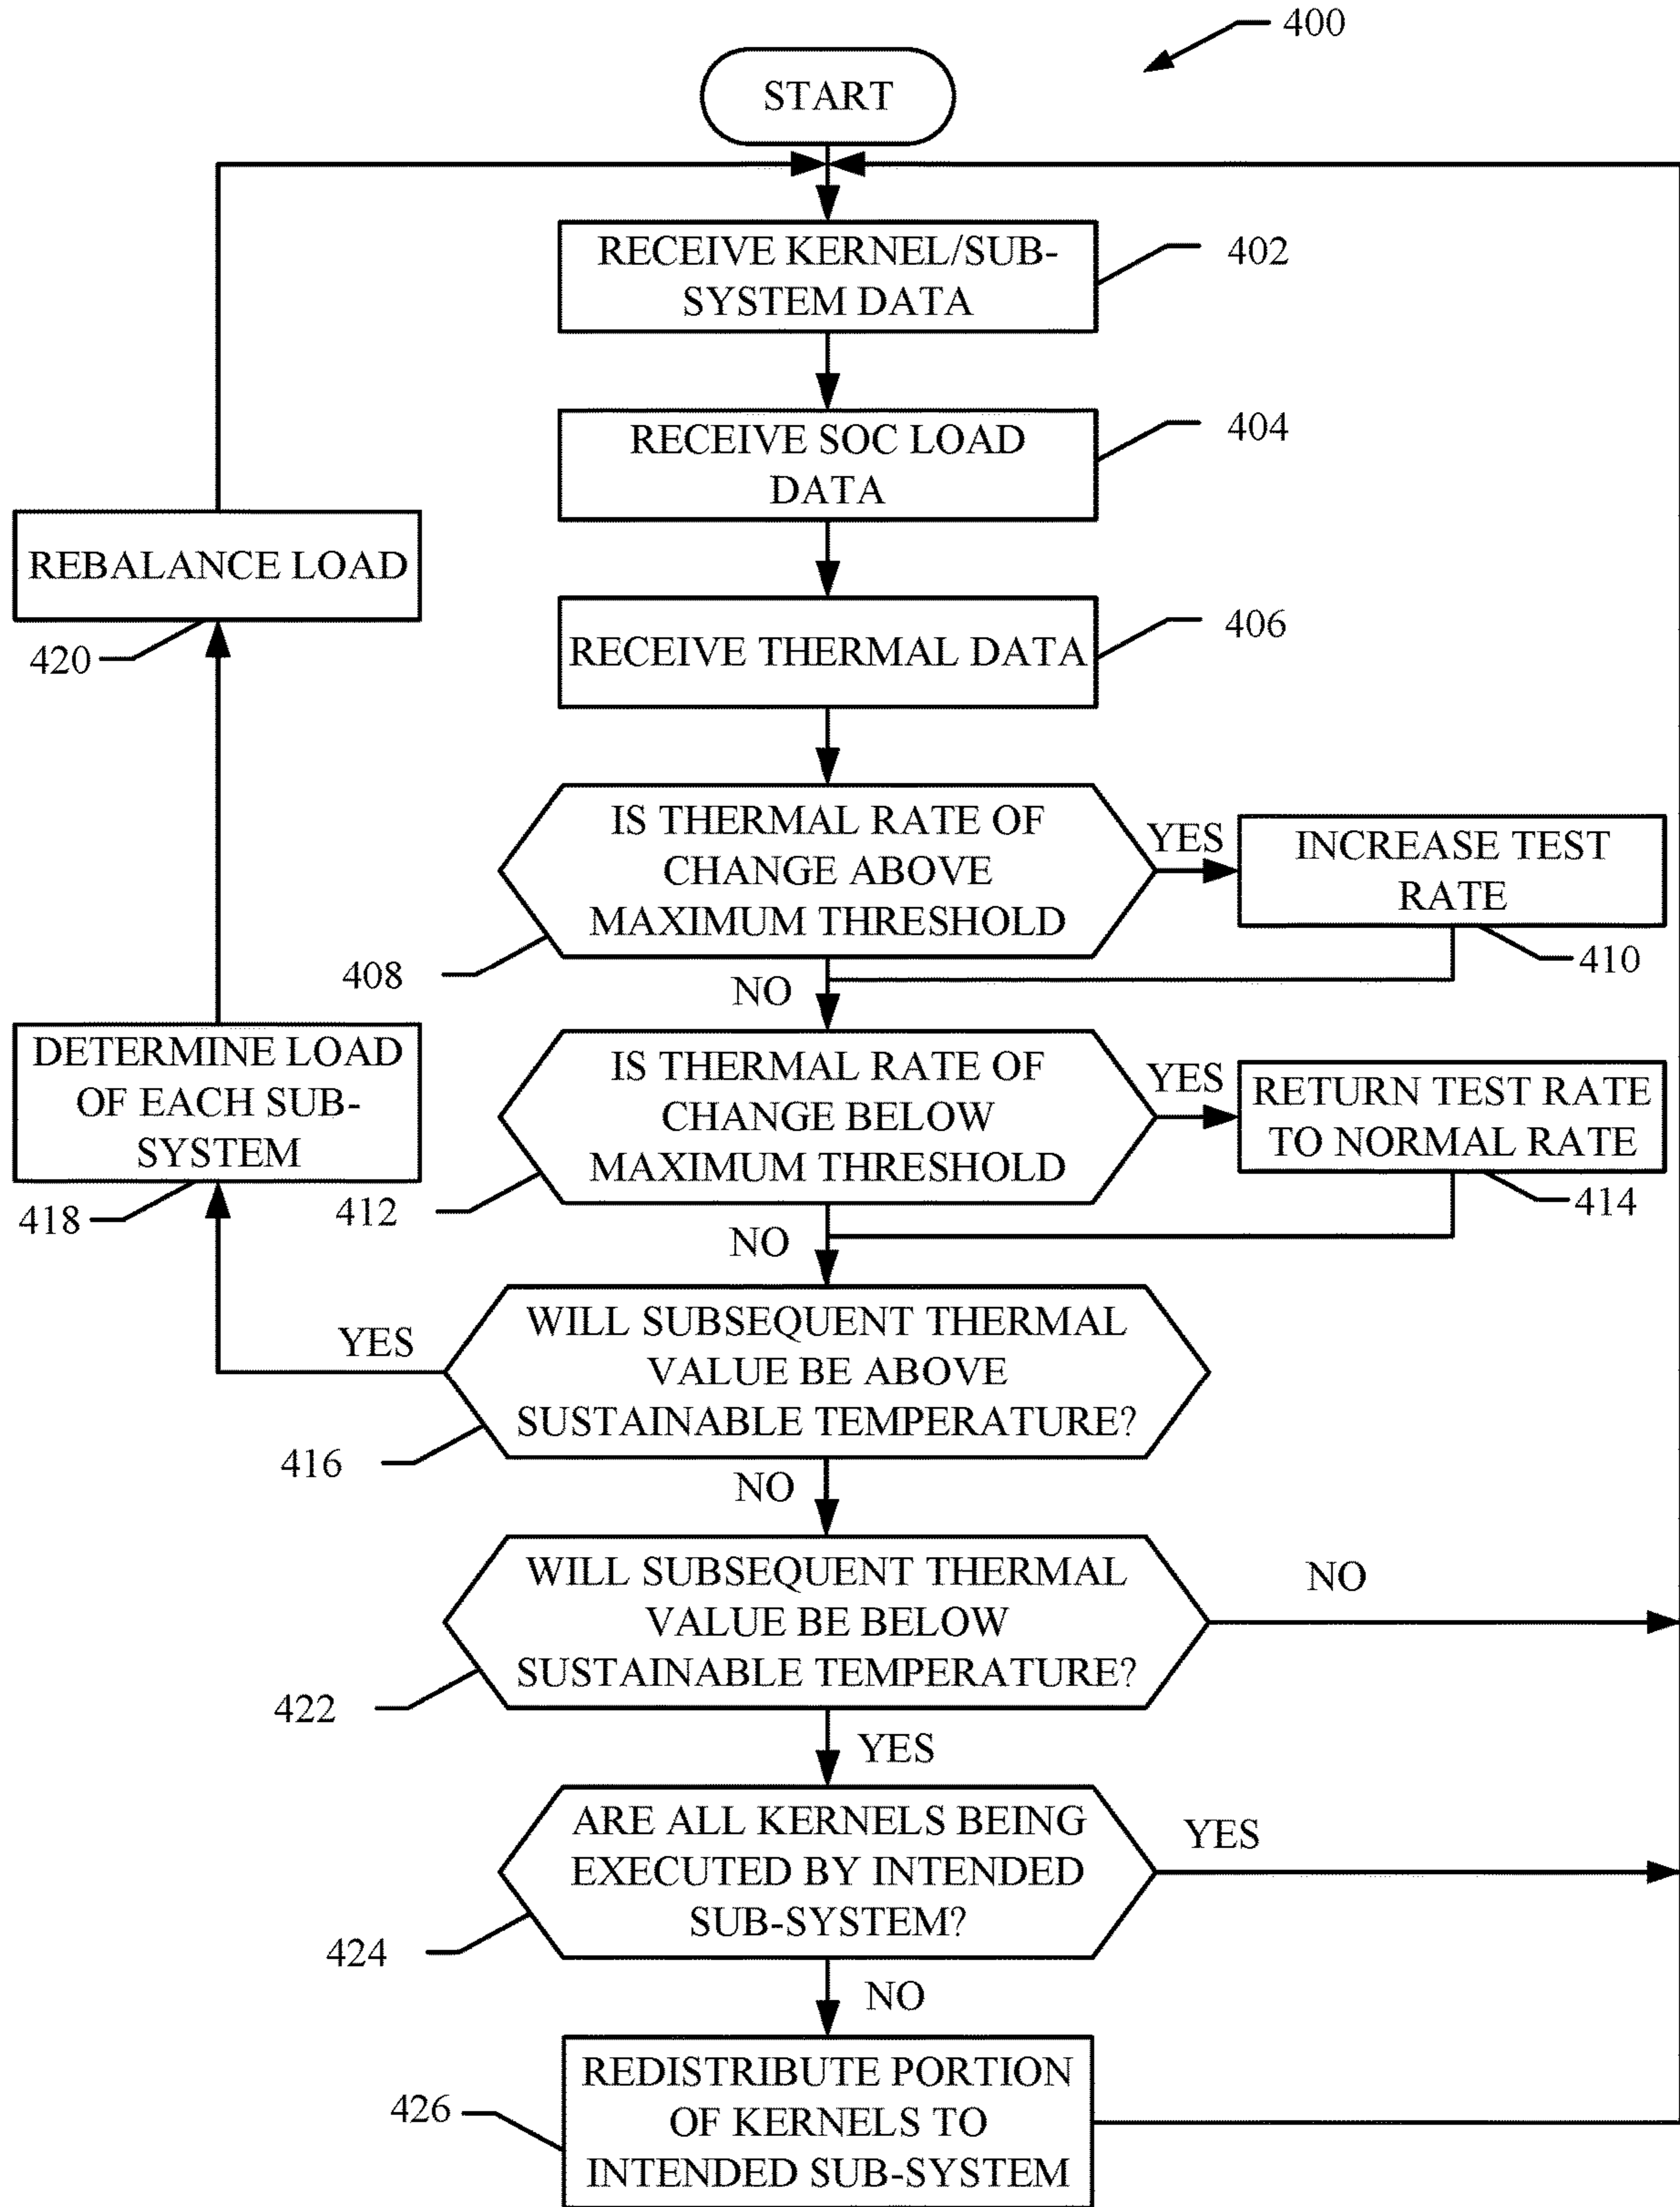 400
START
RECEIVE KERNEL/SUB-
SYSTEM DATA
402
RECEIVE SOC LOAD
DATA
404
REBALANCE LOAD
420
RECEIVE THERMAL DATA
406
IS THERMAL RATE OF
CHANGE ABOVE
MAXIMUM THRESHOLD
408
YES
INCREASE TEST
RATE
410
NO
DETERMINE LOAD
OF EACH SUB-
SYSTEM
418
IS THERMAL RATE OF
CHANGE BELOW
MAXIMUM THRESHOLD
412
YES
RETURN TEST RATE
TO NORMAL RATE
414
NO
YES
WILL SUBSEQUENT THERMAL
VALUE BE ABOVE
SUSTAINABLE TEMPERATURE?
416
NO
WILL SUBSEQUENT THERMAL
VALUE BE BELOW
SUSTAINABLE TEMPERATURE?
422
NO
YES
ARE ALL KERNELS BEING
EXECUTED BY INTENDED
SUB-SYSTEM?
424
YES
NO
REDISTRIBUTE PORTION
OF KERNELS TO
INTENDED SUB-SYSTEM
426